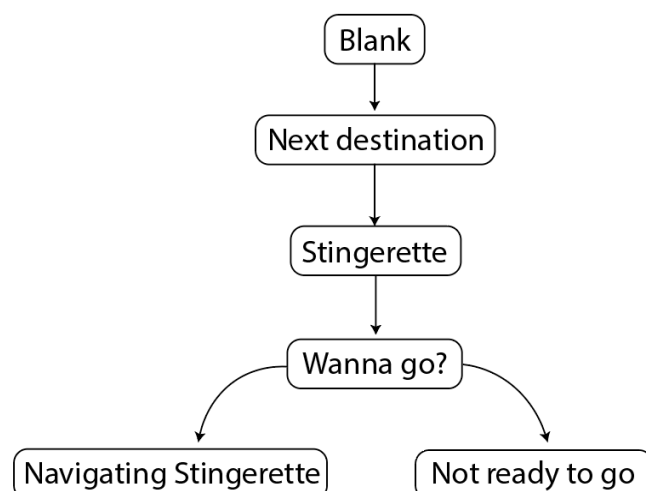 Blank
Next destination
Stingerette
Wanna go?
Navigating Stingerette
Not ready to go